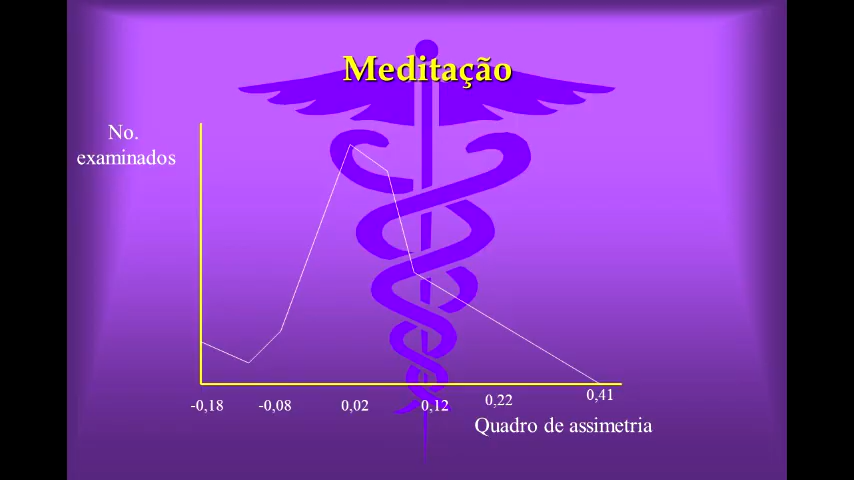 Meditação
No.
examinados
-0,18
-0,08
0,02
0,12
0,22
0,41
Quadro de assimetria